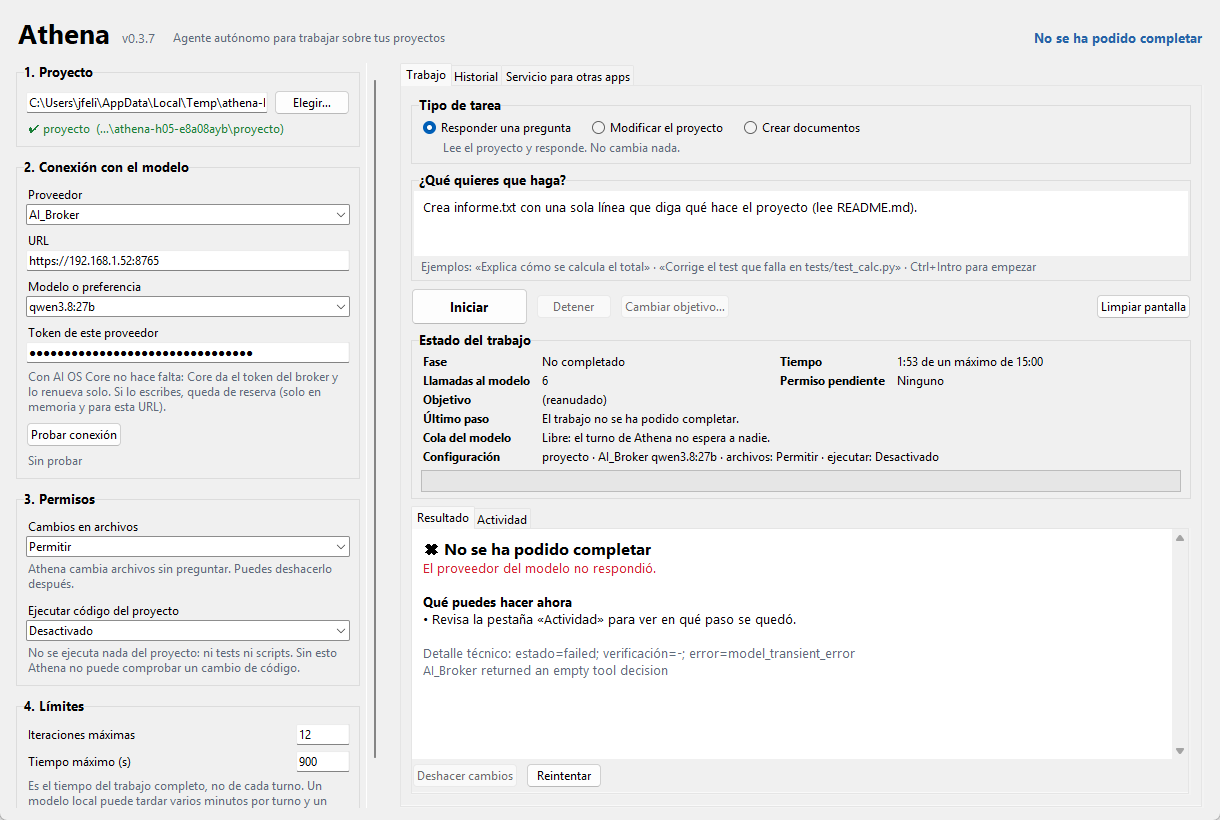 Athena v0.3.7 Agente autónomo para trabajar sobre tus proyectos
No se ha podido completar
1. Proyecto
C:\Users\jfeli\AppData\Local\Temp\athena-l
Elegir...
✔ proyecto (...\athena-h05-e8a08ayb\proyecto)
2. Conexión con el modelo
Proveedor
AI_Broker
URL
https://192.168.1.52:8765
Modelo o preferencia
qwen3.8:27b
Token de este proveedor
Con AI OS Core no hace falta: Core da el token del broker y
lo renueva solo. Si lo escribes, queda de reserva (solo en
memoria y para esta URL).
Probar conexión
Sin probar
3. Permisos
Cambios en archivos
Permitir
Athena cambia archivos sin preguntar. Puedes deshacerlo
después.
Ejecutar código del proyecto
Desactivado
No se ejecuta nada del proyecto: ni tests ni scripts. Sin esto
Athena no puede comprobar un cambio de código.
4. Límites
Iteraciones máximas 12
Tiempo máximo (s) 900
Es el tiempo del trabajo completo, no de cada turno. Un
modelo local puede tardar varios minutos por turno y un
Trabajo Historial Servicio para otras apps
Tipo de tarea
Responder una pregunta Modificar el proyecto Crear documentos
Lee el proyecto y responde. No cambia nada.
¿Qué quieres que haga?
Crea informe.txt con una sola línea que diga qué hace el proyecto (lee README.md).
Ejemplos: «Explica cómo se calcula el total» · «Corrige el test que falla en tests/test_calc.py» · Ctrl+Intro para empezar
Iniciar Detener Cambiar objetivo... Limpiar pantalla
Estado del trabajo
Fase No completado Tiempo 1:53 de un máximo de 15:00
Llamadas al modelo 6 Permiso pendiente Ninguno
Objetivo (reanudado)
Último paso El trabajo no se ha podido completar.
Cola del modelo Libre: el turno de Athena no espera a nadie.
Configuración proyecto · AI_Broker qwen3.8:27b · archivos: Permitir · ejecutar: Desactivado
Resultado Actividad
✖ No se ha podido completar
El proveedor del modelo no respondió.
Qué puedes hacer ahora
• Revisa la pestaña «Actividad» para ver en qué paso se quedó.
Detalle técnico: estado=failed; verificación=-; error=model_transient_error
AI_Broker returned an empty tool decision
Deshacer cambios Reintentar